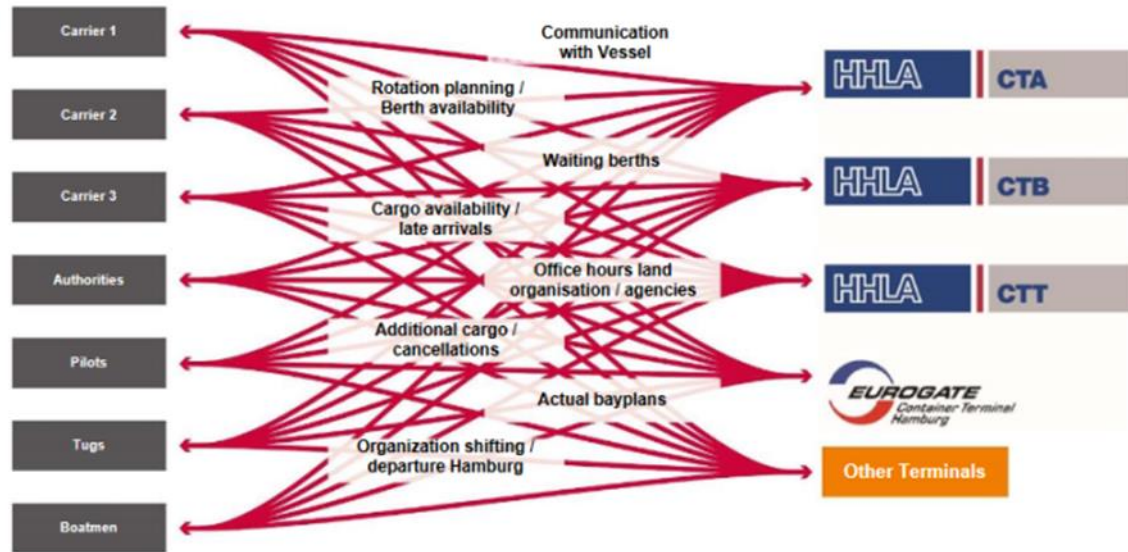 Carrier 1
Carrier 2
Carrier 3
Authorities
Pilots
Tugs
Boatmen
Communication
with Vessel
Rotation planning /
Berth availability
Waiting berths
Cargo availability /
late arrivals
Office hours land
organisation / agencies
Additional cargo /
cancellations
Actual bayplans
Organization shifting /
departure Hamburg
HHLA CTA
HHLA CTB
HHLA CTT
EUROGATE
Container Terminal
Hamburg
Other Terminals